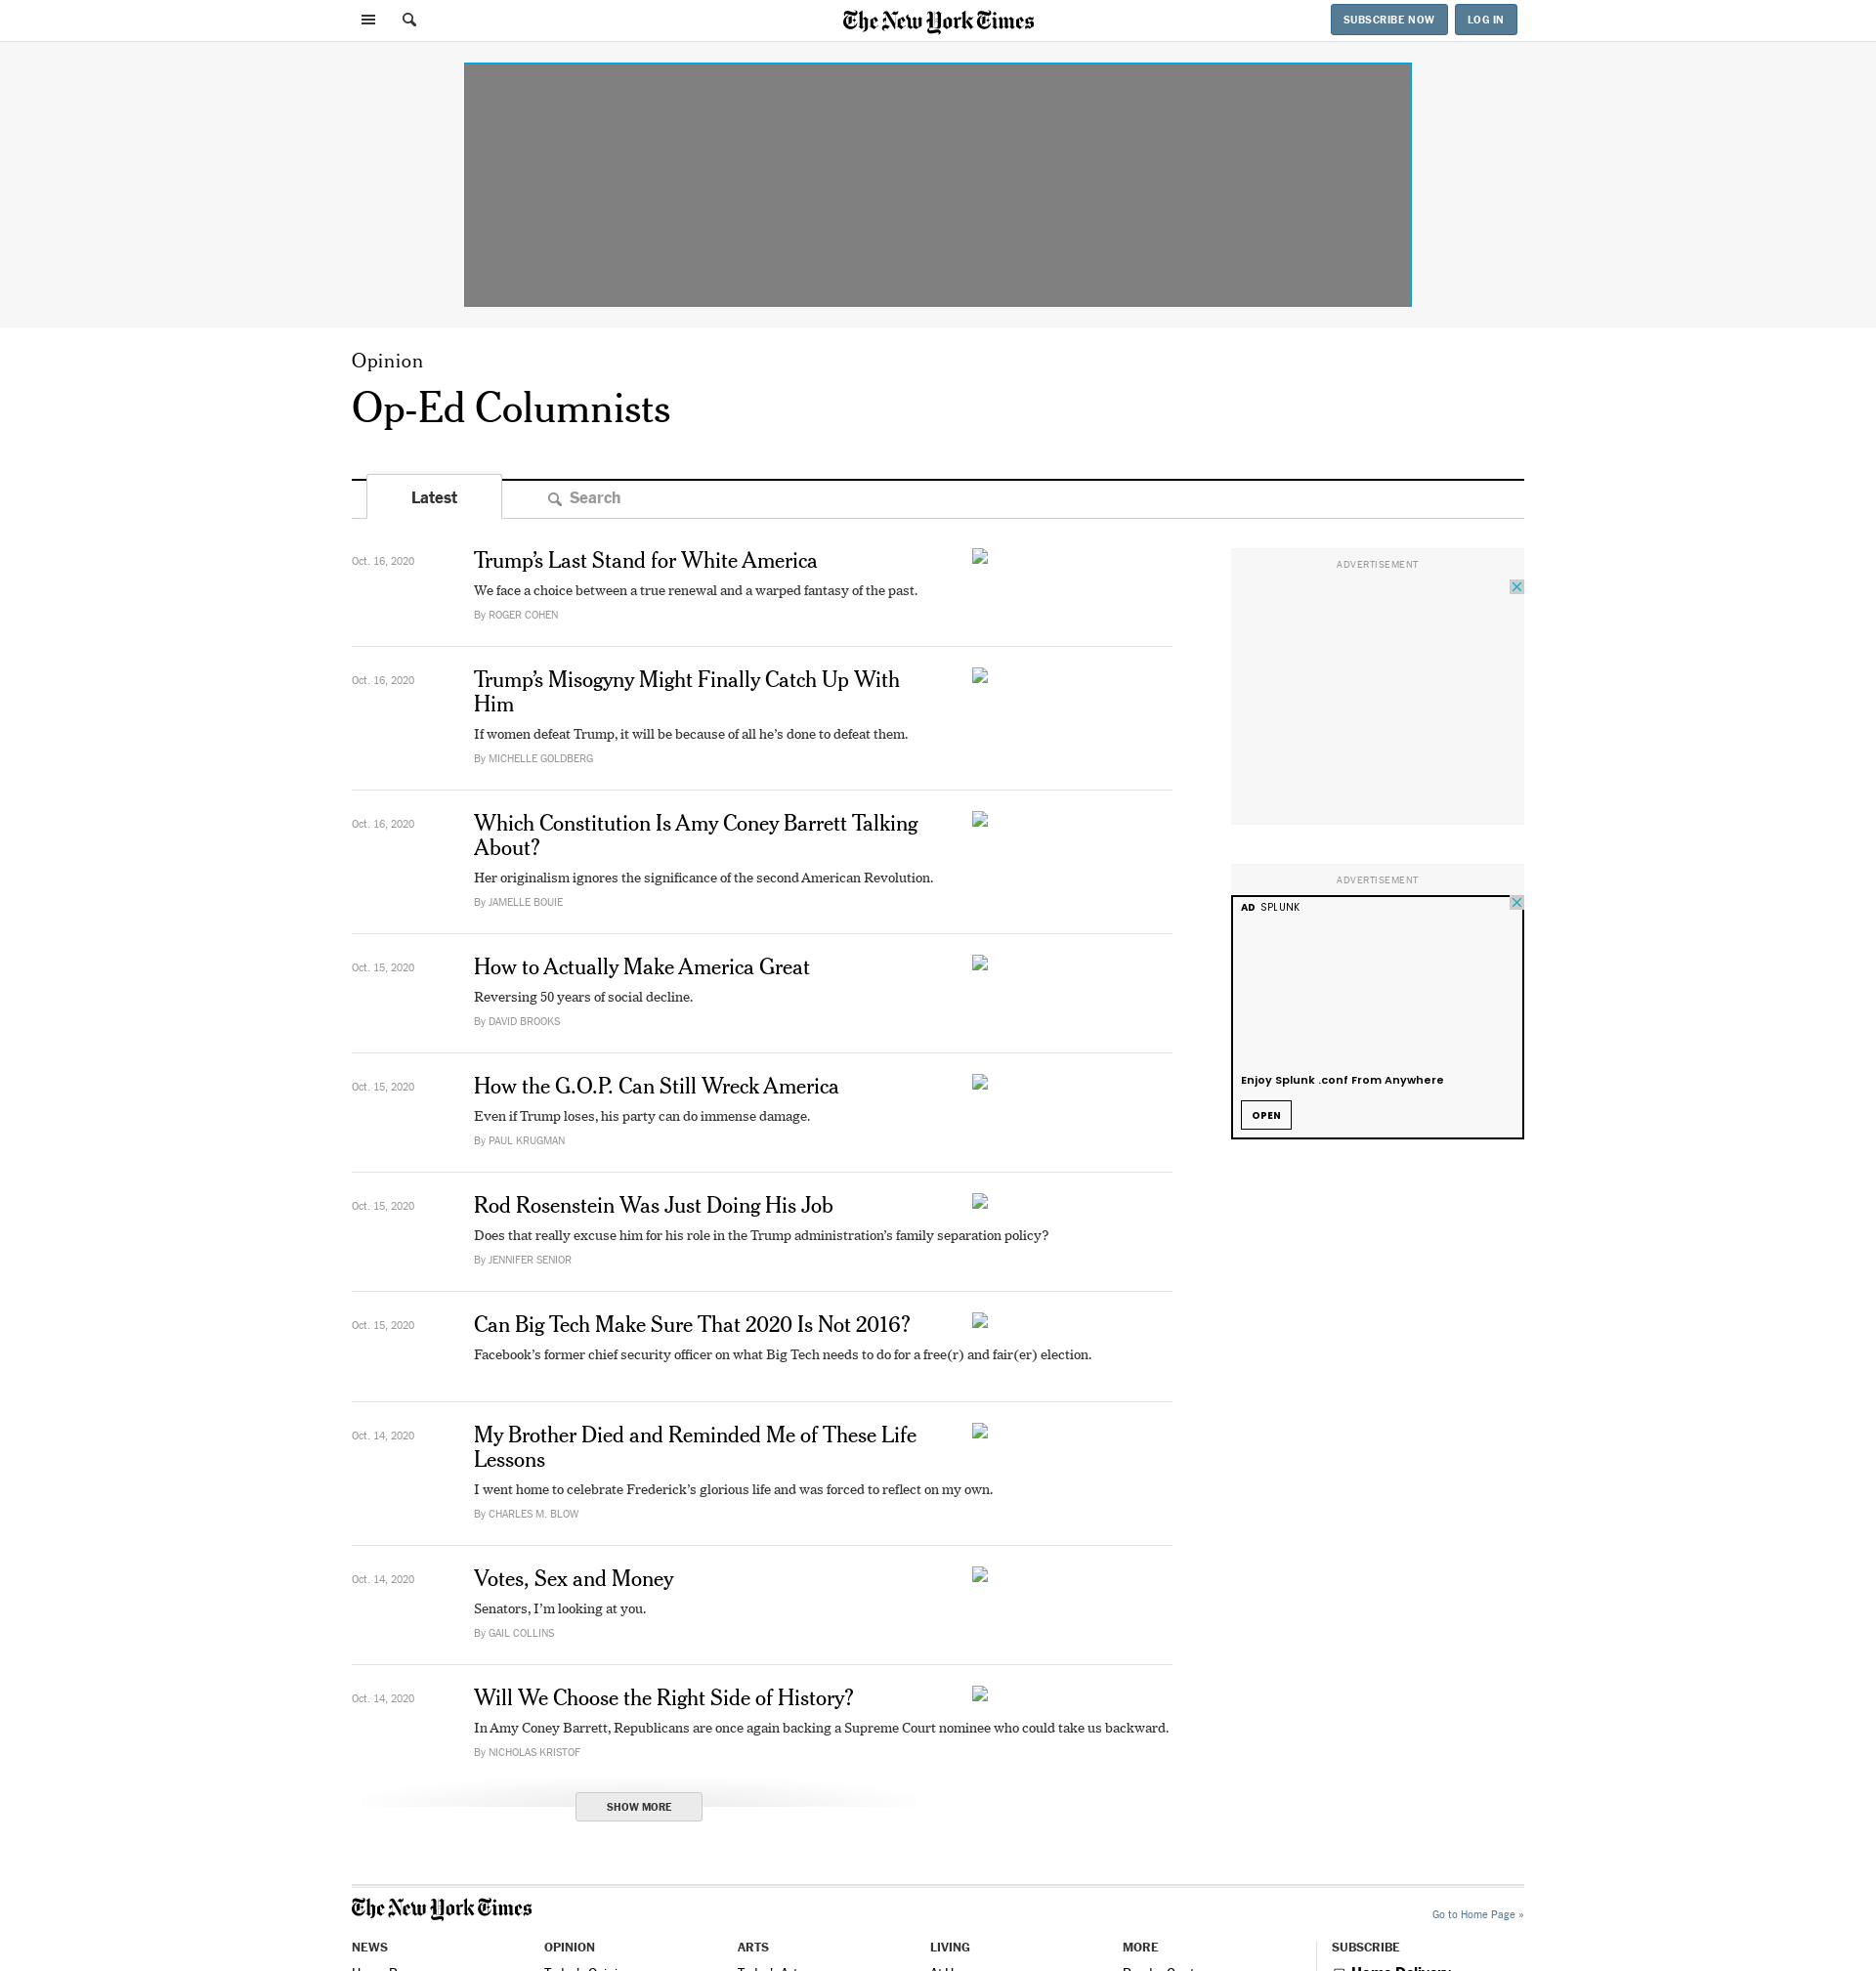 The New York Times
SUBSCRIBE NOW
LOG IN
Opinion
Op-Ed Columnists
Latest
Search
Oct. 16, 2020
Trump’s Last Stand for White America
We face a choice between a true renewal and a warped fantasy of the past.
By ROGER COHEN
Oct. 16, 2020
Trump’s Misogyny Might Finally Catch Up With
Him
If women defeat Trump, it will be because of all he’s done to defeat them.
By MICHELLE GOLDBERG
Oct. 16, 2020
Which Constitution Is Amy Coney Barrett Talking
About?
Her originalism ignores the significance of the second American Revolution.
By JAMELLE BOUIE
Oct. 15, 2020
How to Actually Make America Great
Reversing 50 years of social decline.
By DAVID BROOKS
Oct. 15, 2020
How the G.O.P. Can Still Wreck America
Even if Trump loses, his party can do immense damage.
By PAUL KRUGMAN
Oct. 15, 2020
Rod Rosenstein Was Just Doing His Job
Does that really excuse him for his role in the Trump administration’s family separation policy?
By JENNIFER SENIOR
Oct. 15, 2020
Can Big Tech Make Sure That 2020 Is Not 2016?
Facebook’s former chief security officer on what Big Tech needs to do for a free(r) and fair(er) election.
Oct. 14, 2020
My Brother Died and Reminded Me of These Life
Lessons
I went home to celebrate Frederick’s glorious life and was forced to reflect on my own.
By CHARLES M. BLOW
Oct. 14, 2020
Votes, Sex and Money
Senators, I’m looking at you.
By GAIL COLLINS
Oct. 14, 2020
Will We Choose the Right Side of History?
In Amy Coney Barrett, Republicans are once again backing a Supreme Court nominee who could take us backward.
By NICHOLAS KRISTOF
SHOW MORE
ADVERTISEMENT
ADVERTISEMENT
AD SPLUNK
Enjoy Splunk .conf From Anywhere
OPEN
The New York Times
Go to Home Page »
NEWS
OPINION
ARTS
LIVING
MORE
SUBSCRIBE
Home Delivery